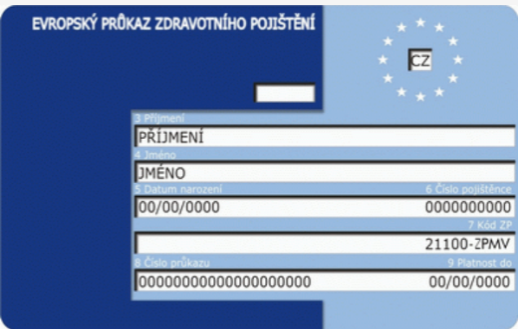 EVROPSKÝ PRŮKAZ ZDRAVOTNÍHO POJIŠTĚNÍ
CZ
3 Příjmení
PŘÍJMENÍ
4 Jméno
JMÉNO
5 Datum narození 6 Číslo pojištěnce
00/00/0000 0000000000
7 Kód ZP
21100-ZPMV
8 Číslo průkazu 9 Platnost do
00000000000000000000 00/00/0000